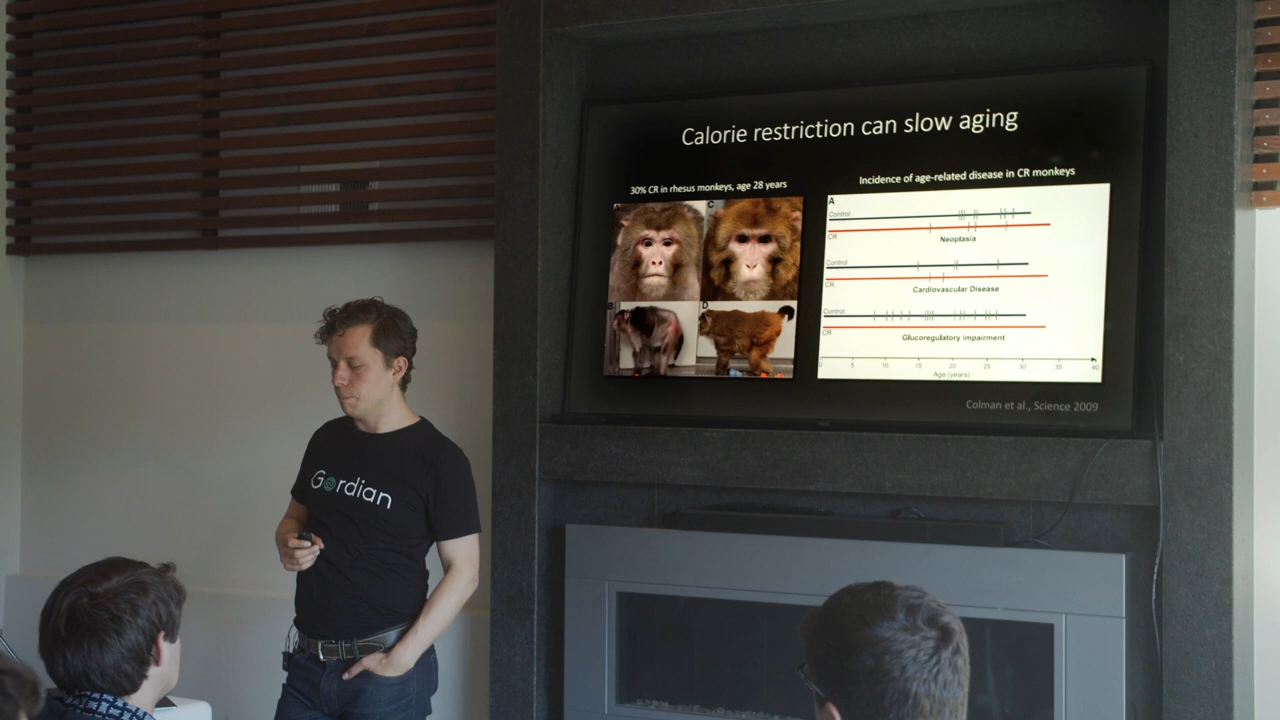 Calorie restriction can slow aging
30% CR in rhesus monkeys, age 28 years
Incidence of age-related disease in CR monkeys
C
B
D
A
Control
CR
Neoplasia
Control
CR
Cardiovascular Disease
Control
CR
Glucoregulatory impairment
0 5 10 15 20 25 30 35 40
Age (years)
Colman et al., Science 2009
Gordian